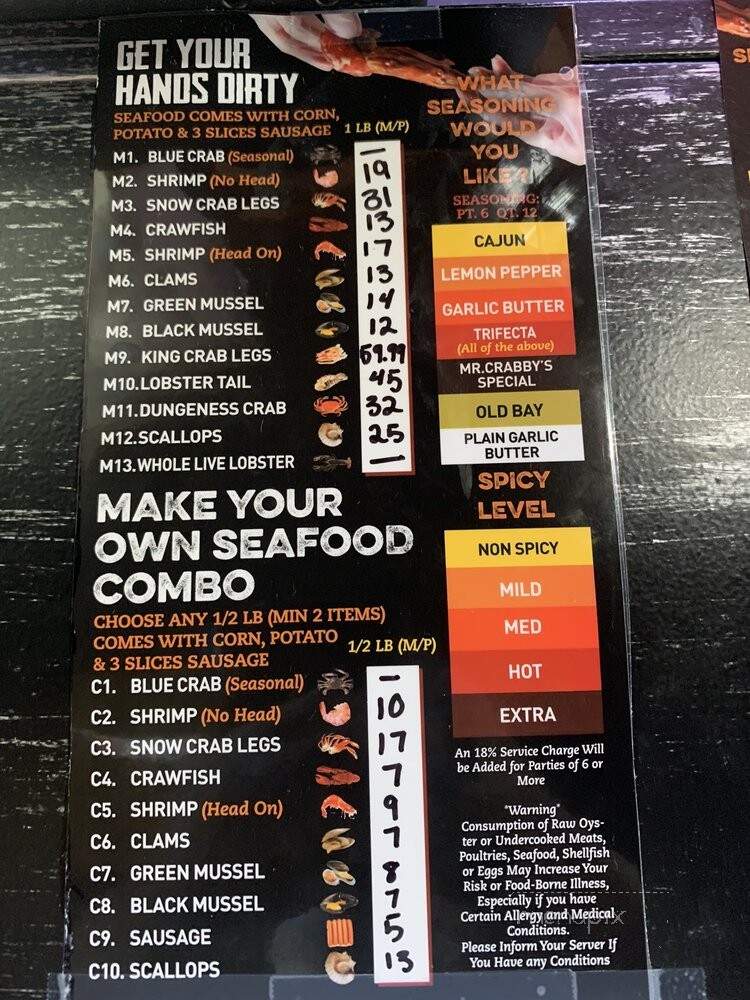 GET YOUR
HANDS DIRTY
SEAFOOD COMES WITH CORN,
POTATO & 3 SLICES SAUSAGE 1 LB (M/P)
M1. BLUE CRAB (Seasonal) —
M2. SHRIMP (No Head) 19
M3. SNOW CRAB LEGS 31
M4. CRAWFISH 13
M5. SHRIMP (Head On) 17
M6. CLAMS 13
M7. GREEN MUSSEL 14
M8. BLACK MUSSEL 12
M9. KING CRAB LEGS 59.99
M10. LOBSTER TAIL 45
M11. DUNGENESS CRAB 32
M12. SCALLOPS 25
M13. WHOLE LIVE LOBSTER —
MAKE YOUR
OWN SEAFOOD
COMBO
CHOOSE ANY 1/2 LB (MIN 2 ITEMS)
COMES WITH CORN, POTATO
& 3 SLICES SAUSAGE 1/2 LB (M/P)
C1. BLUE CRAB (Seasonal) —
C2. SHRIMP (No Head) 10
C3. SNOW CRAB LEGS 17
C4. CRAWFISH 7
C5. SHRIMP (Head On) 9
C6. CLAMS 7
C7. GREEN MUSSEL 8
C8. BLACK MUSSEL 7
C9. SAUSAGE 5
C10. SCALLOPS 13
WHAT
SEASONING
WOULD
YOU
LIKE?
SEASONING:
PT. 6 QT. 12
CAJUN
LEMON PEPPER
GARLIC BUTTER
TRIFECTA
(All of the above)
MR.CRABBY'S
SPECIAL
OLD BAY
PLAIN GARLIC
BUTTER
SPICY
LEVEL
NON SPICY
MILD
MED
HOT
EXTRA
An 18% Service Charge Will
be Added for Parties of 6 or
More
"Warning"
Consumption of Raw Oys-
ter or Undercooked Meats,
Poultries, Seafood, Shellfish
or Eggs May Increase Your
Risk or Food-Borne Illness,
Especially if you have
Certain Allergy and Medical
Conditions.
Please Inform Your Server If
You Have any Conditions